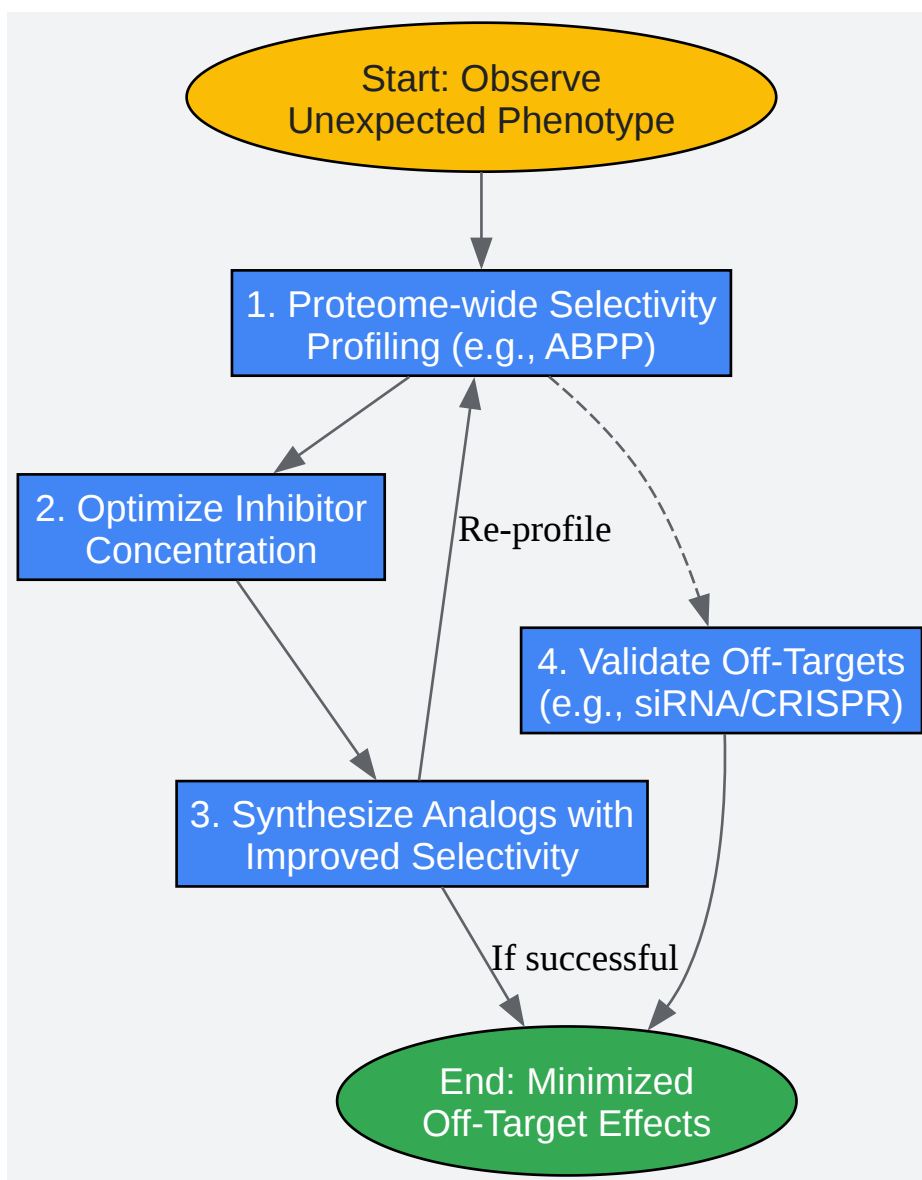 Start: Observe
Unexpected Phenotype
1. Proteome-wide Selectivity
Profiling (e.g., ABPP)
2. Optimize Inhibitor
Concentration
Re-profile
4. Validate Off-Targets
(e.g., siRNA/CRISPR)
3. Synthesize Analogs with
Improved Selectivity
If successful
End: Minimized
Off-Target Effects